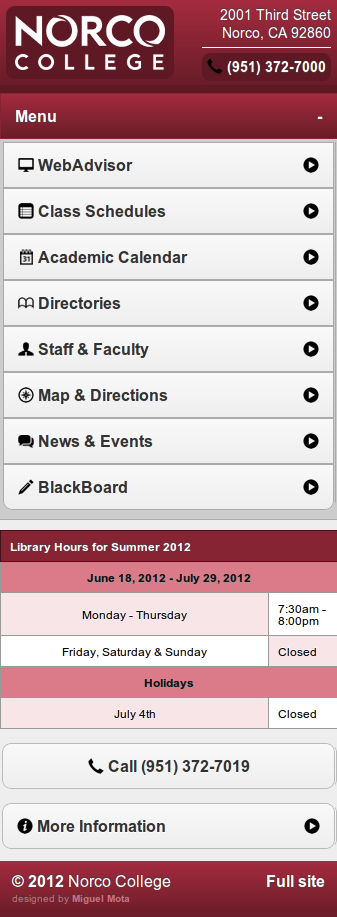 NORCO
COLLEGE
2001 Third Street
Norco, CA 92860
(951) 372-7000
Menu -
WebAdvisor
Class Schedules
31 Academic Calendar
Directories
Staff & Faculty
Map & Directions
News & Events
BlackBoard
Library Hours for Summer 2012
June 18, 2012 - July 29, 2012
Monday - Thursday
7:30am -
8:00pm
Friday, Saturday & Sunday
Closed
Holidays
July 4th
Closed
Call (951) 372-7019
More Information
© 2012 Norco College
Full site
designed by Miguel Mota